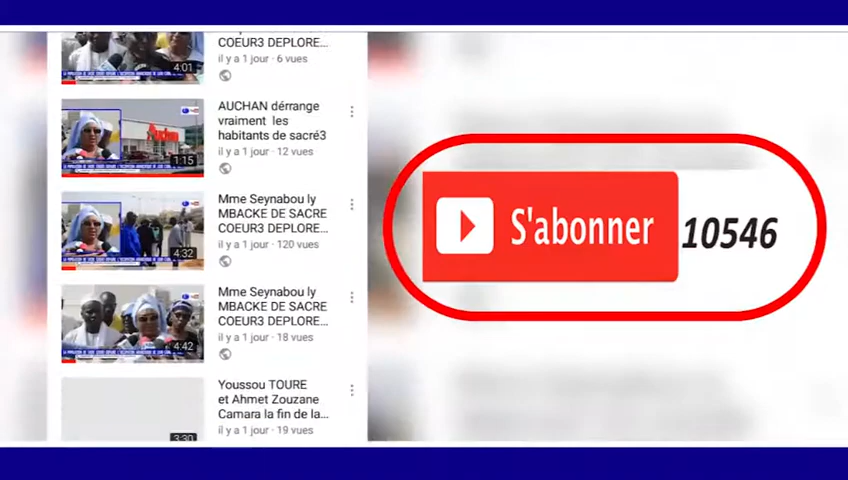 COEUR3 DEPLORE...
il y a 1 jour · 6 vues
4:01
AUCHAN dérrange
vraiment les
habitants de sacré3
il y a 1 jour · 12 vues
Auchan
1:15
Mme Seynabou ly
MBACKE DE SACRE
COEUR3 DEPLORE...
il y a 1 jour · 120 vues
4:32
Mme Seynabou ly
MBACKE DE SACRE
COEUR3 DEPLORE...
il y a 1 jour · 18 vues
4:42
Youssou TOURE
et Ahmet Zouzane
Camara la fin de la...
il y a 1 jour · 19 vues
3:30
S'abonner
10546